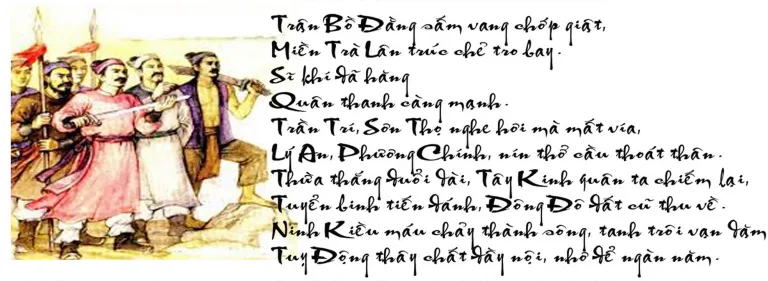 Trận Bồ Đằng sấm vang chớp giật,
Miền Trà Lân trúc chẻ tro bay.
Sĩ khí đã hăng
Quân thanh càng mạnh.
Trần Trí, Sơn Thọ nghe hơi mà mất vía,
Lý An, Phương Chính, nín thở cầu thoát thân.
Thừa thắng đuổi dài, Tây Kinh quân ta chiếm lại,
Tuyển binh tiến đánh, Đông Đô đất cũ thu về.
Ninh Kiều máu chảy thành sông, tanh trôi vạn dặm
Tụy Động thây chất đầy nội, nhơ để ngàn năm.